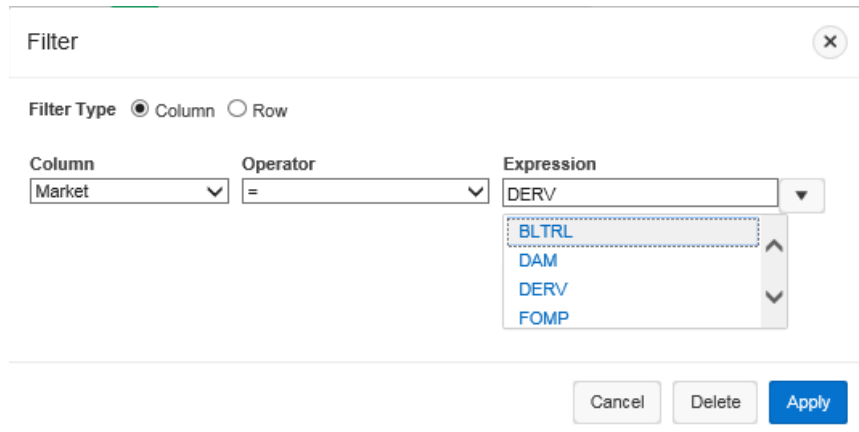 Filter
Filter Type Column Row
Column Operator Expression
Market = DERV
BLTRL
DAM
DERV
FOMP
Cancel Delete Apply